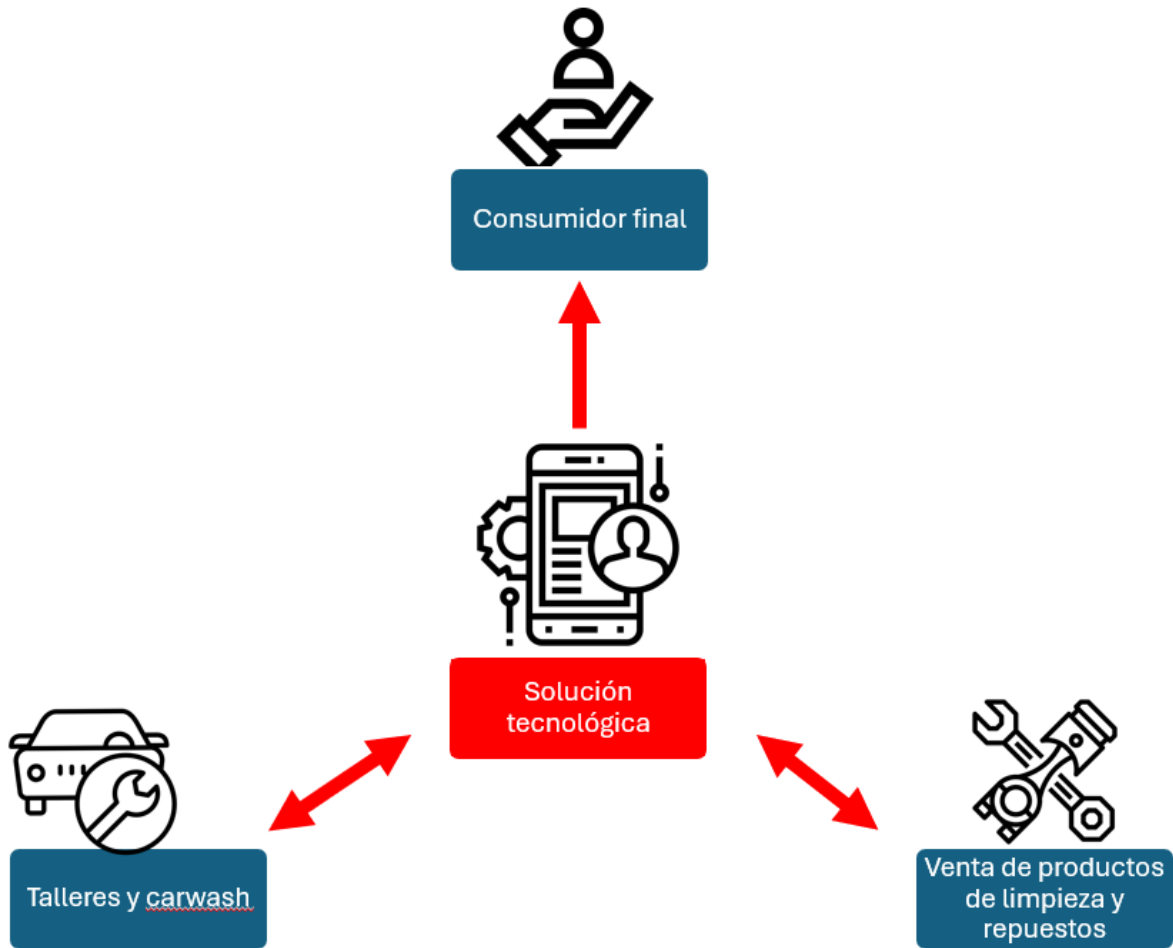 Consumidor final
Solución
tecnológica
Talleres y carwash
Venta de productos
de limpieza y
repuestos